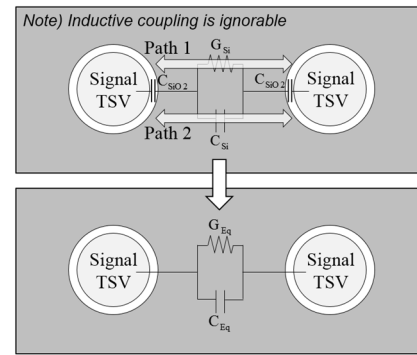 Note) Inductive coupling is ignorable
Path 1
G_Si
Signal TSV
C_SiO2
C_SiO2
Signal TSV
Path 2
C_Si
G_Eq
Signal TSV
Signal TSV
C_Eq